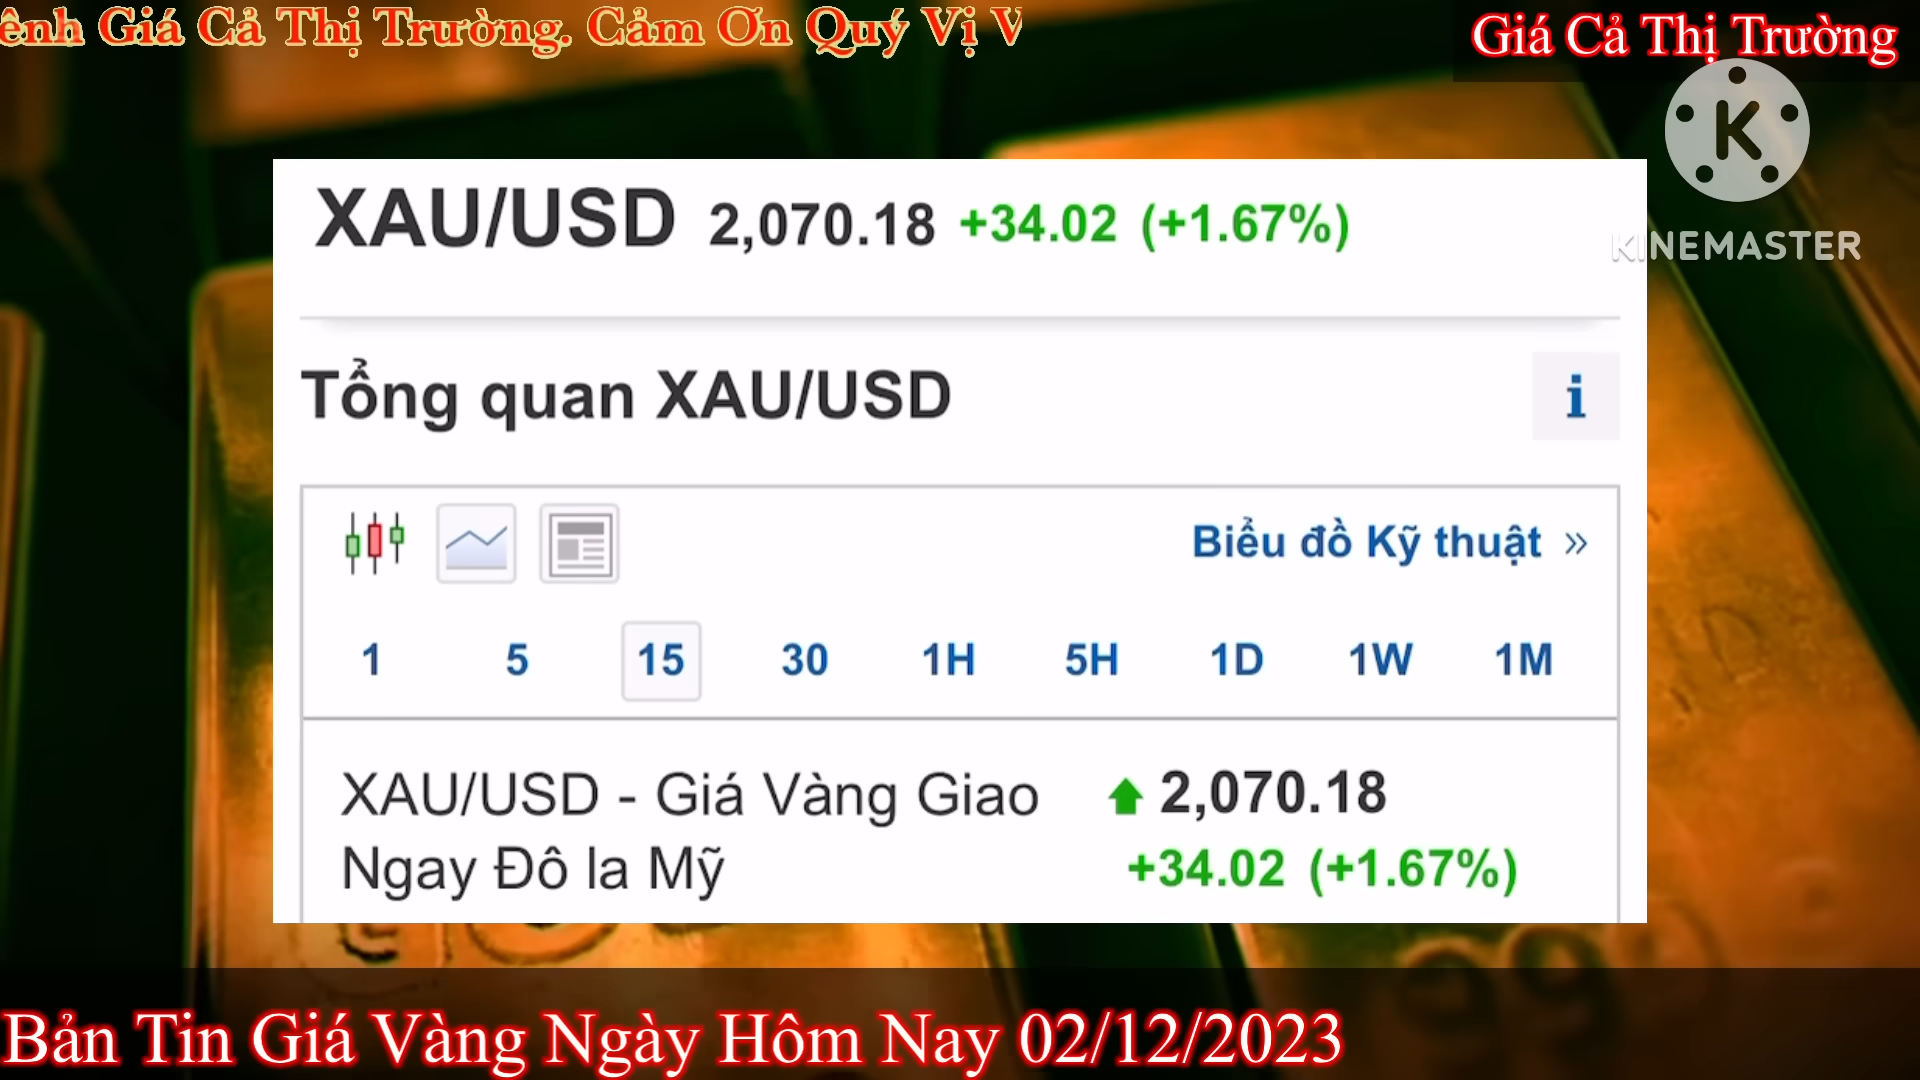 ênh Giá Cả Thị Trường. Cảm Ơn Quý Vị V
Giá Cả Thị Trường
K
KINEMASTER
XAU/USD 2,070.18 +34.02 (+1.67%)
Tổng quan XAU/USD
i
Biểu đồ Kỹ thuật »
1 5 15 30 1H 5H 1D 1W 1M
XAU/USD - Giá Vàng Giao 2,070.18
Ngay Đô la Mỹ +34.02 (+1.67%)
999
Bản Tin Giá Vàng Ngày Hôm Nay 02/12/2023